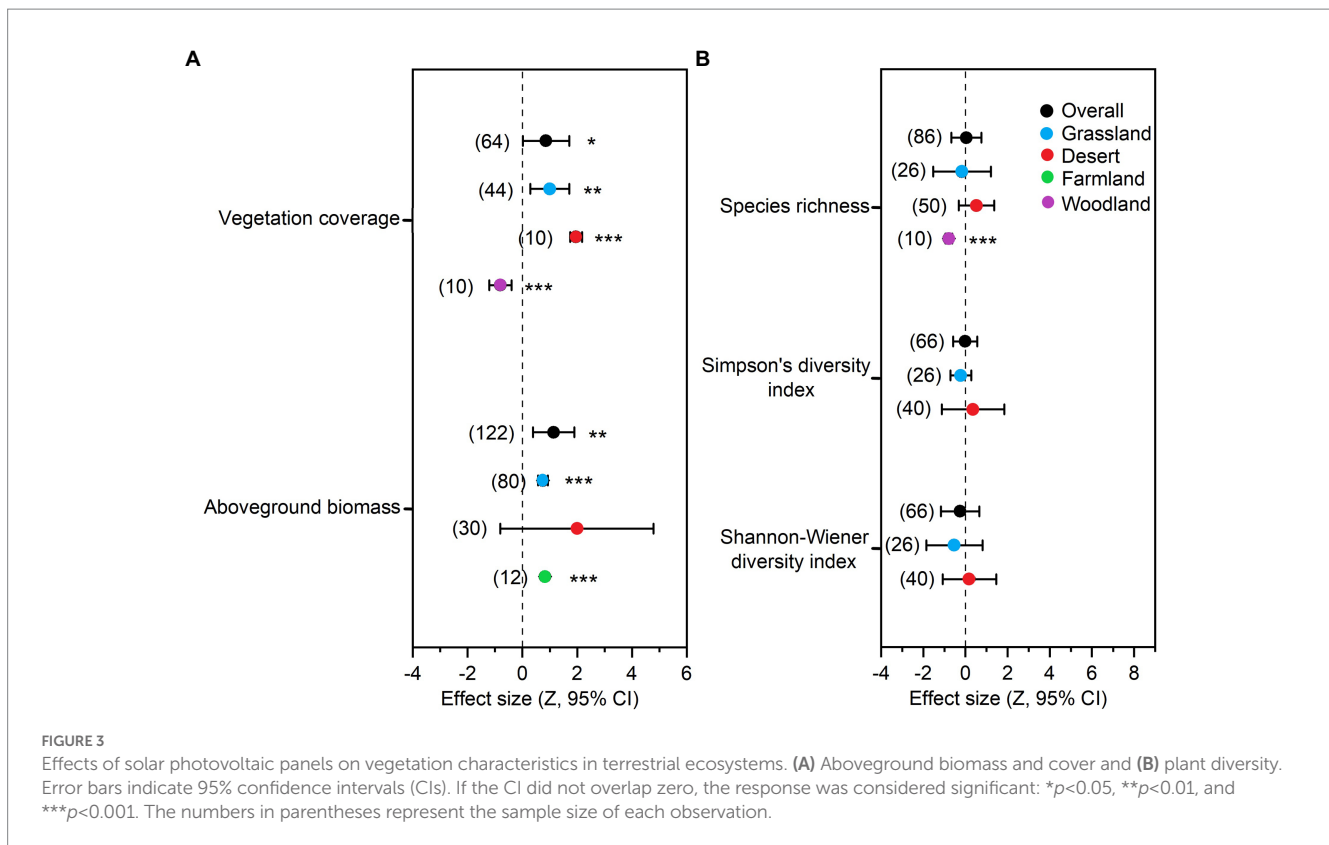 A
Vegetation coverage
(64) *
(44) **
(10) ***
(10) ***
Aboveground biomass
(122) **
(80) ***
(30)
(12) ***
-4 -2 0 2 4 6
Effect size (Z, 95% CI)
B
Overall
Grassland
Desert
Farmland
Woodland
Species richness
(86)
(26)
(50)
(10) ***
Simpson's diversity
index
(66)
(26)
(40)
Shannon-Wiener
diversity index
(66)
(26)
(40)
-4 -2 0 2 4 6 8
Effect size (Z, 95% CI)
FIGURE 3
Effects of solar photovoltaic panels on vegetation characteristics in terrestrial ecosystems. (A) Aboveground biomass and cover and (B) plant diversity.
Error bars indicate 95% confidence intervals (CIs). If the CI did not overlap zero, the response was considered significant: *p<0.05, **p<0.01, and
***p<0.001. The numbers in parentheses represent the sample size of each observation.